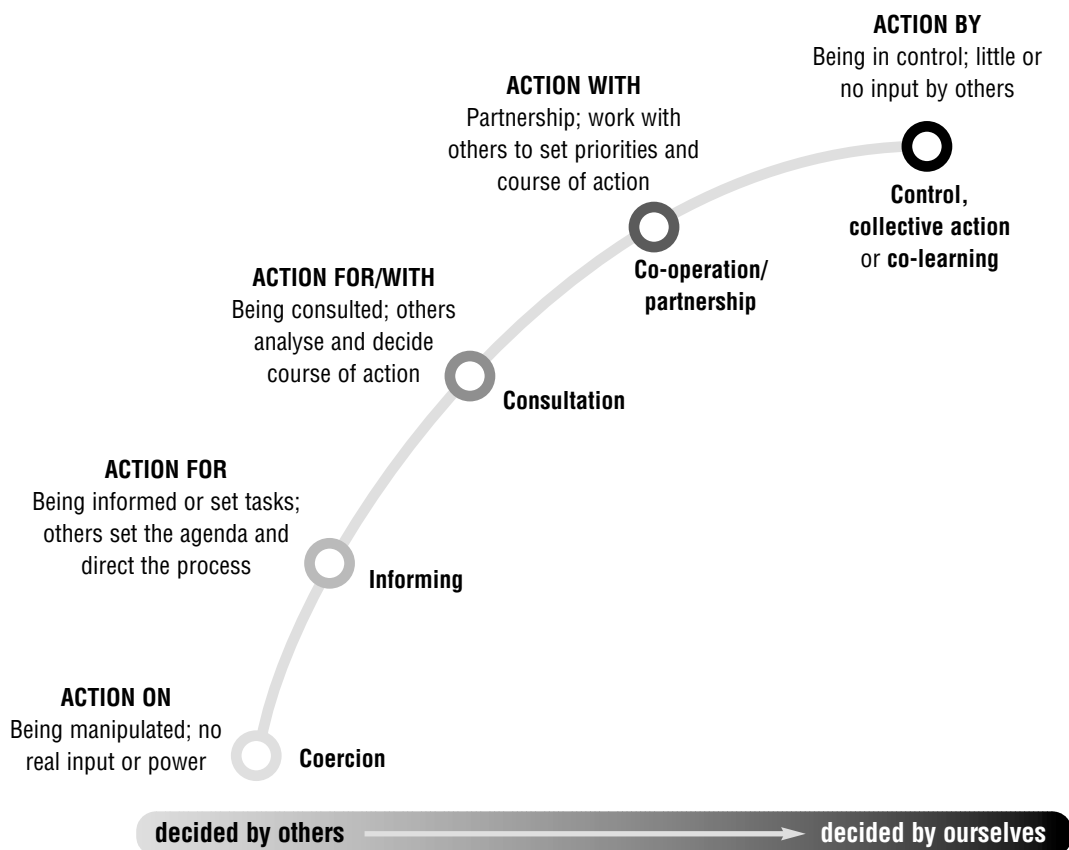 ACTION BY
Being in control; little or
no input by others
ACTION WITH
Partnership; work with
others to set priorities and
course of action
Control,
collective action
or co-learning
Co-operation/
partnership
ACTION FOR/WITH
Being consulted; others
analyse and decide
course of action
Consultation
ACTION FOR
Being informed or set tasks;
others set the agenda and
direct the process
Informing
ACTION ON
Being manipulated; no
real input or power
Coercion
decided by others
decided by ourselves